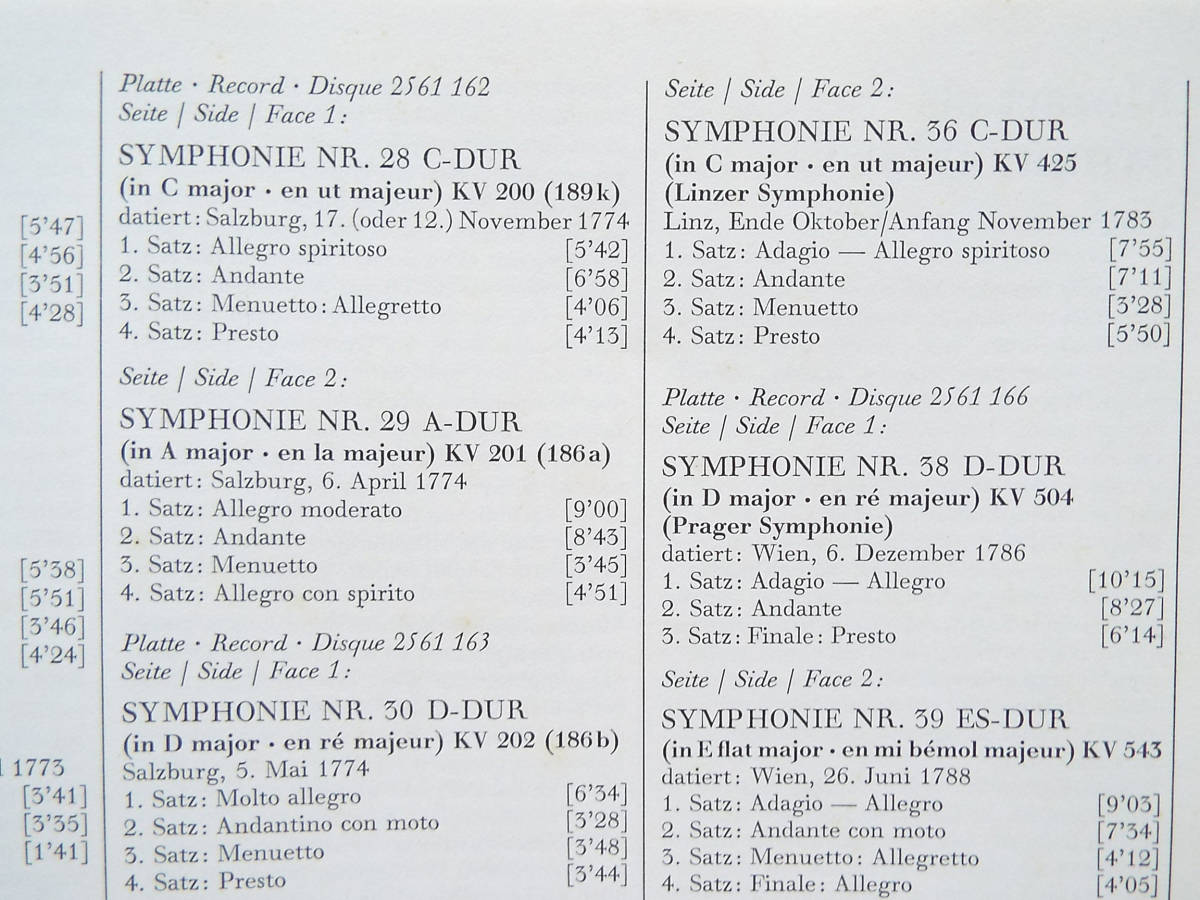 [5'47]
[4'56]
[3'51]
[4'28]
[5'58]
[5'51]
[3'46]
[4'24]
1773
[3'41]
[3'35]
[1'41]
Platte · Record · Disque 2561 162
Seite | Side | Face 1:
SYMPHONIE NR. 28 C-DUR
(in C major · en ut majeur) KV 200 (189k)
datiert: Salzburg, 17. (oder 12.) November 1774
1. Satz: Allegro spiritoso [5'42]
2. Satz: Andante [6'58]
3. Satz: Menuetto: Allegretto [4'06]
4. Satz: Presto [4'13]
Seite | Side | Face 2:
SYMPHONIE NR. 29 A-DUR
(in A major · en la majeur) KV 201 (186a)
datiert: Salzburg, 6. April 1774
1. Satz: Allegro moderato [9'00]
2. Satz: Andante [8'43]
3. Satz: Menuetto [3'45]
4. Satz: Allegro con spirito [4'51]
Platte · Record · Disque 2561 163
Seite | Side | Face 1:
SYMPHONIE NR. 30 D-DUR
(in D major · en ré majeur) KV 202 (186b)
Salzburg, 5. Mai 1774
1. Satz: Molto allegro [6'34]
2. Satz: Andantino con moto [3'28]
3. Satz: Menuetto [3'48]
4. Satz: Presto [3'44]
Seite | Side | Face 2:
SYMPHONIE NR. 36 C-DUR
(in C major · en ut majeur) KV 425
(Linzer Symphonie)
Linz, Ende Oktober/Anfang November 1783
1. Satz: Adagio — Allegro spiritoso [7'55]
2. Satz: Andante [7'11]
3. Satz: Menuetto [3'28]
4. Satz: Presto [5'50]
Platte · Record · Disque 2561 166
Seite | Side | Face 1:
SYMPHONIE NR. 38 D-DUR
(in D major · en ré majeur) KV 504
(Prager Symphonie)
datiert: Wien, 6. Dezember 1786
1. Satz: Adagio — Allegro [10'15]
2. Satz: Andante [8'27]
3. Satz: Finale: Presto [6'14]
Seite | Side | Face 2:
SYMPHONIE NR. 39 ES-DUR
(in E flat major · en mi bémol majeur) KV 543
datiert: Wien, 26. Juni 1788
1. Satz: Adagio — Allegro [9'03]
2. Satz: Andante con moto [7'34]
3. Satz: Menuetto: Allegretto [4'12]
4. Satz: Finale: Allegro [4'05]